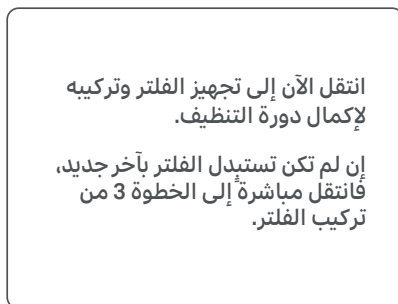 انتقل الآن إلى تجهيز الفلتر وتركيبه
لإكمال دورة التنظيف.
إن لم تكن تستبدل الفلتر بآخر جديد،
فانتقل مباشرةً إلى الخطوة 3 من
تركيب الفلتر.